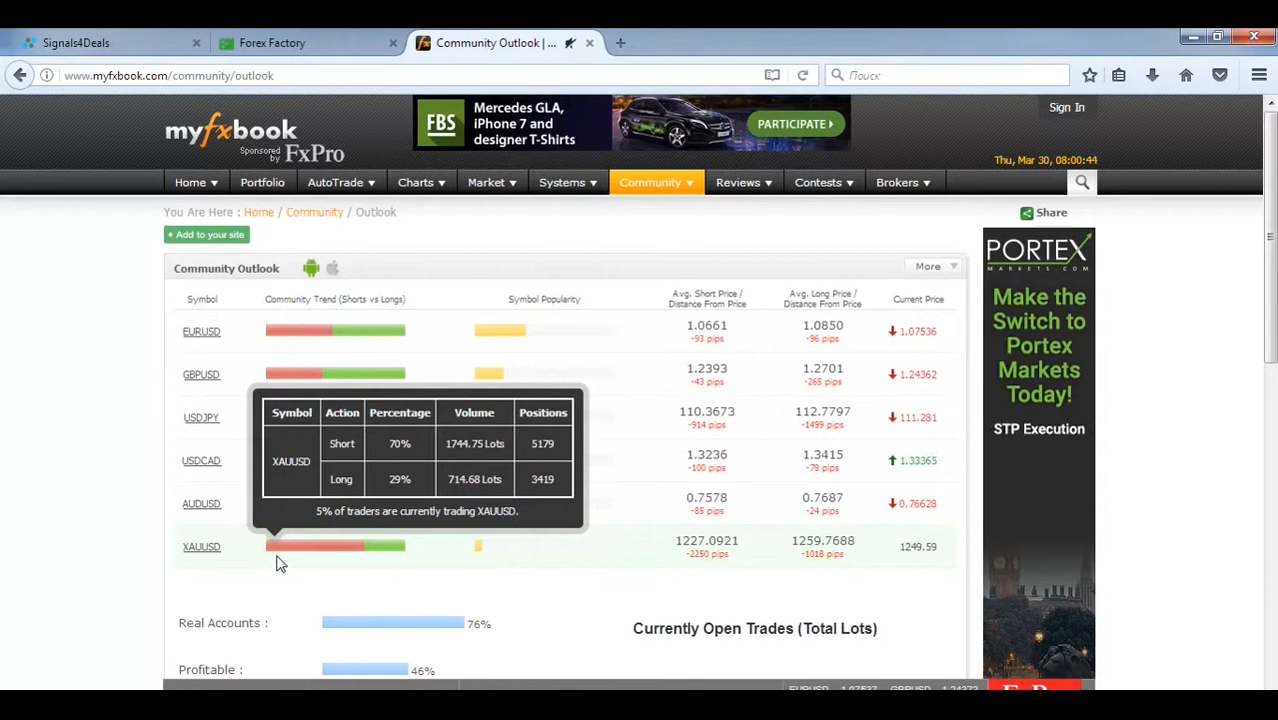 Signals4Deals
Forex Factory
Community Outlook | ...
www.myfxbook.com/community/outlook
Поиск
myfxbook
Sponsored by FxPro
FBS
Mercedes GLA,
iPhone 7 and
designer T-Shirts
PARTICIPATE
Sign In
Thu, Mar 30, 08:00:44
Home Portfolio AutoTrade Charts Market Systems Community Reviews Contests Brokers
You Are Here : Home / Community / Outlook
Share
+ Add to your site
Community Outlook
More
Symbol Community Trend (Shorts vs Longs) Symbol Popularity Avg. Short Price / Distance From Price Avg. Long Price / Distance From Price Current Price
EURUSD 1.0661 -93 pips 1.0850 -96 pips 1.07536
GBPUSD 1.2393 -43 pips 1.2701 -265 pips 1.24362
USDJPY 110.3673 -914 pips 112.7797 -1499 pips 111.281
USDCAD 1.3236 -100 pips 1.3415 -79 pips 1.33365
AUDUSD 0.7578 -85 pips 0.7687 -24 pips 0.76628
XAUUSD 1227.0921 -2250 pips 1259.7688 -1018 pips 1249.59
Symbol Action Percentage Volume Positions
XAUUSD
Short 70% 1744.75 Lots 5179
Long 29% 714.68 Lots 3419
5% of traders are currently trading XAUUSD.
Real Accounts : 76%
Profitable : 46%
Currently Open Trades (Total Lots)
PORTEX
MARKETS.COM
Make the
Switch to
Portex
Markets
Today!
STP Execution